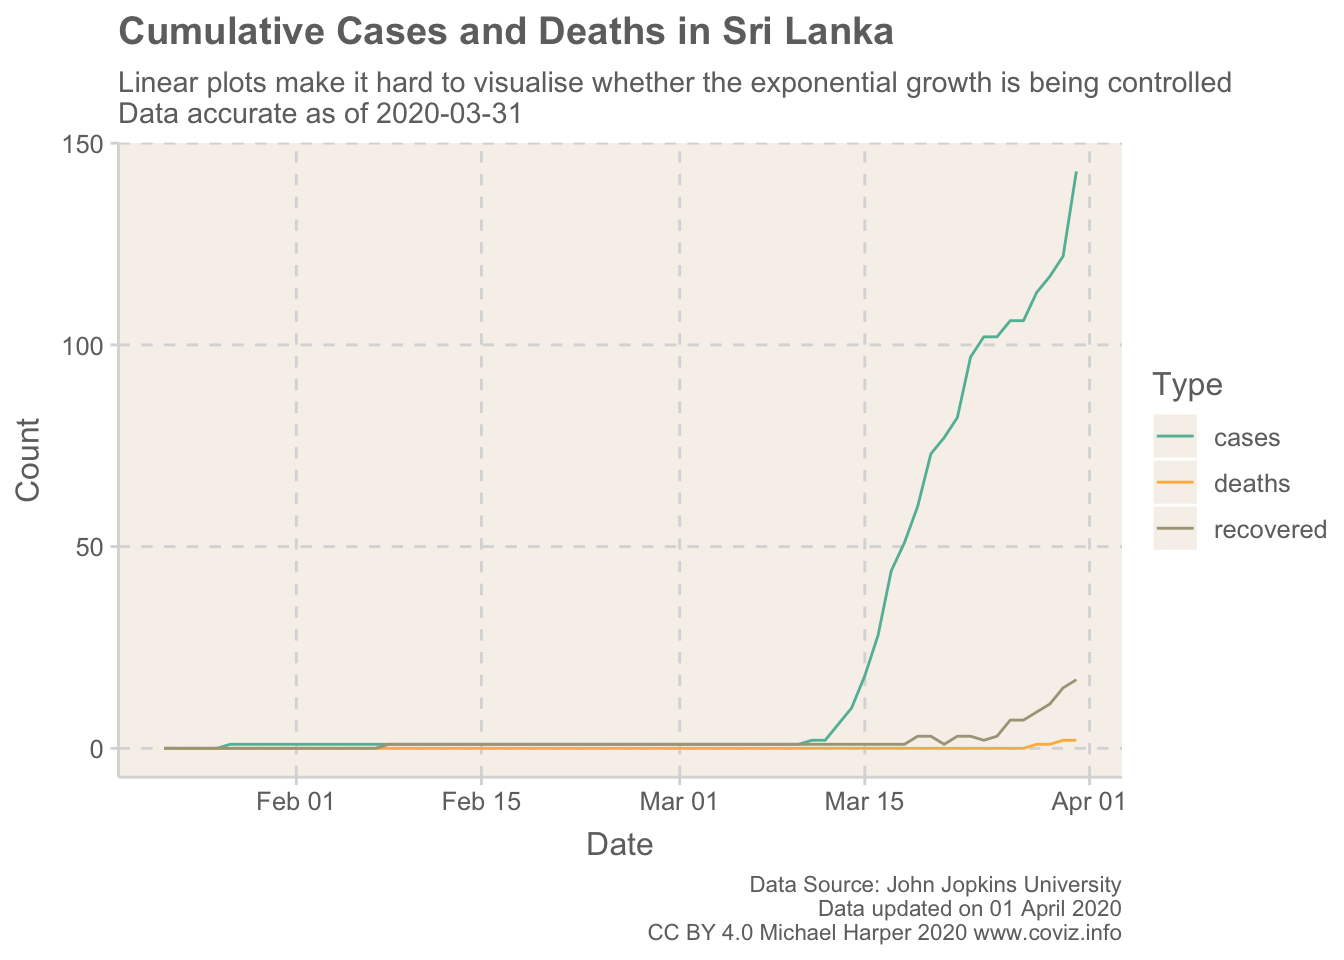 Cumulative Cases and Deaths in Sri Lanka
Linear plots make it hard to visualise whether the exponential growth is being controlled
Data accurate as of 2020-03-31
150
100
50
0
Count
Feb 01
Feb 15
Mar 01
Mar 15
Apr 01
Date
Type
cases
deaths
recovered
Data Source: John Jopkins University
Data updated on 01 April 2020
CC BY 4.0 Michael Harper 2020 www.coviz.info